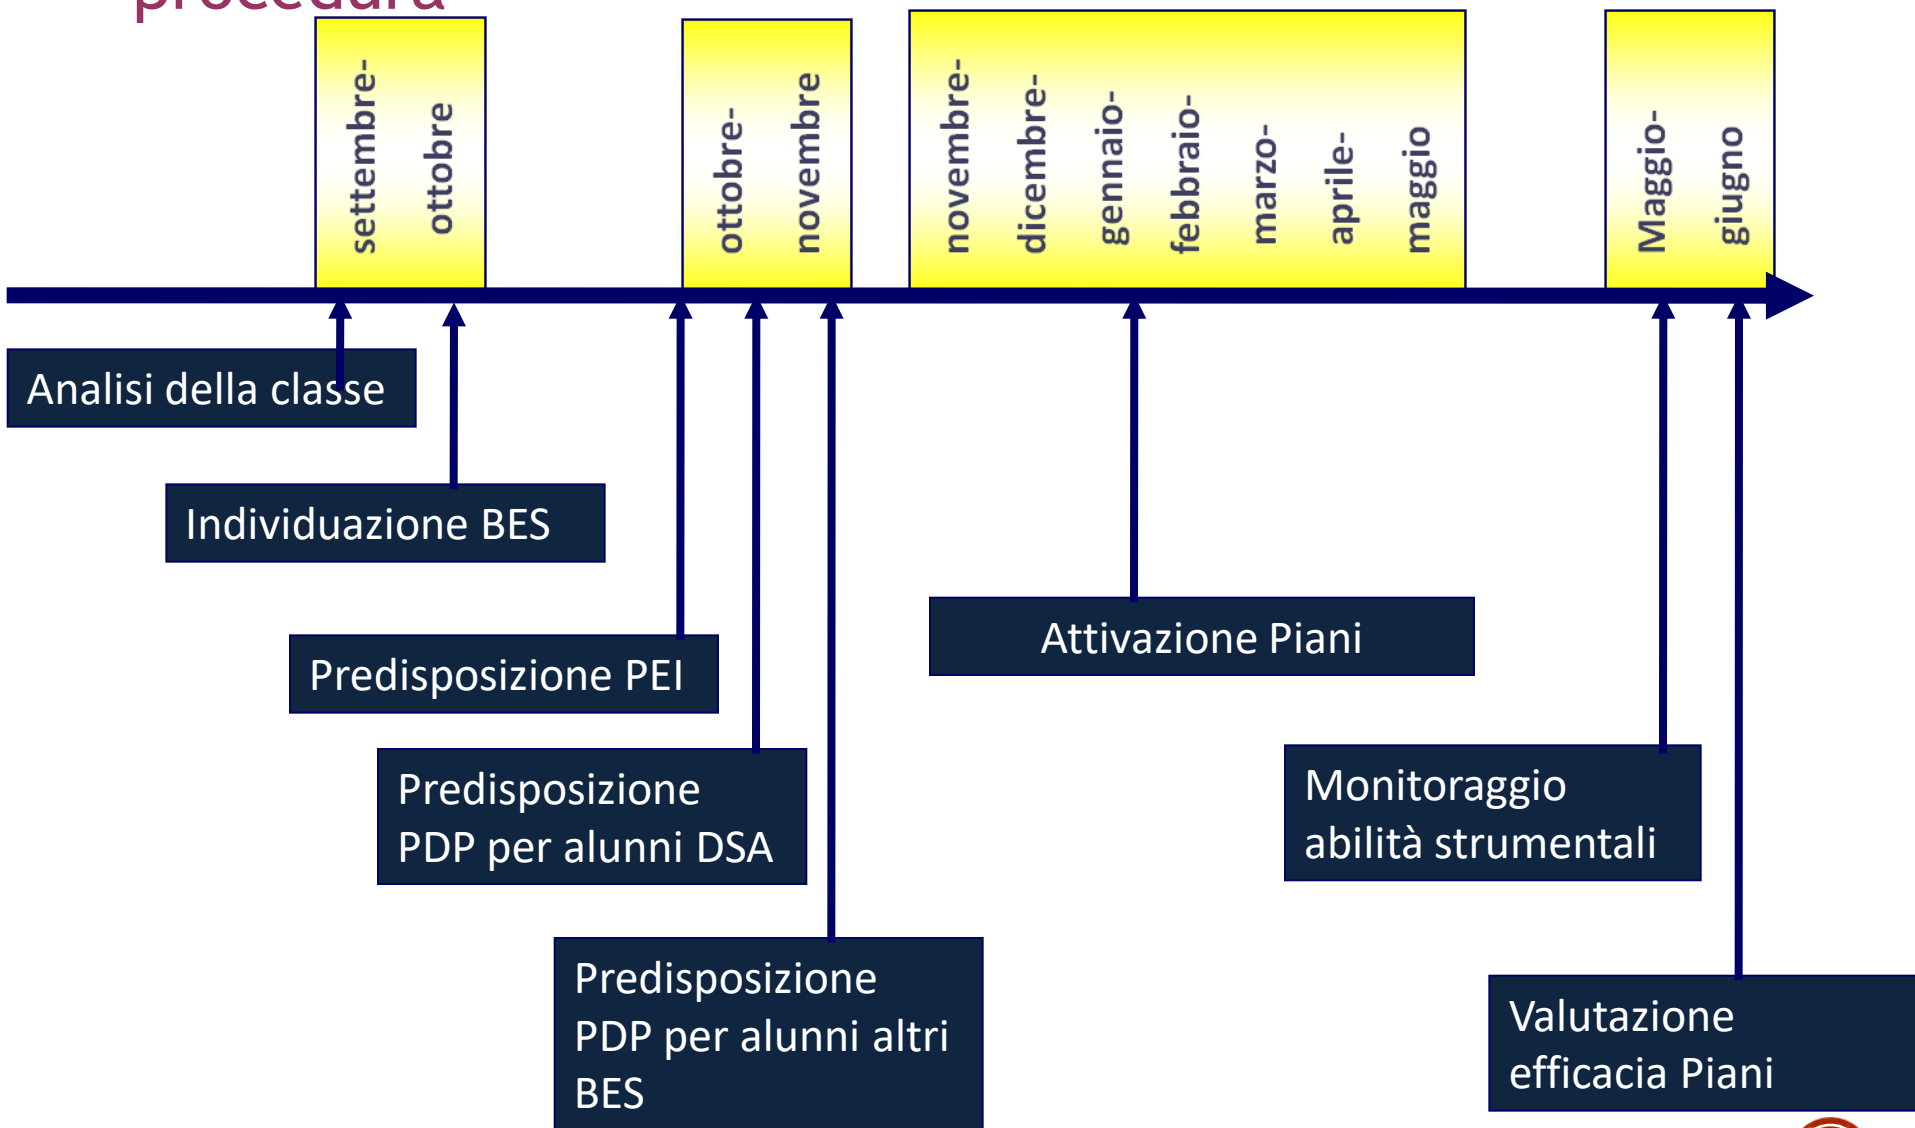 procedura
settembre-
ottobre
ottobre-
novembre
novembre-
dicembre-
gennaio-
febbraio-
marzo-
aprile-
maggio
Maggio-
giugno
Analisi della classe
Individuazione BES
Predisposizione PEI
Predisposizione
PDP per alunni DSA
Predisposizione
PDP per alunni altri
BES
Attivazione Piani
Monitoraggio
abilità strumentali
Valutazione
efficacia Piani